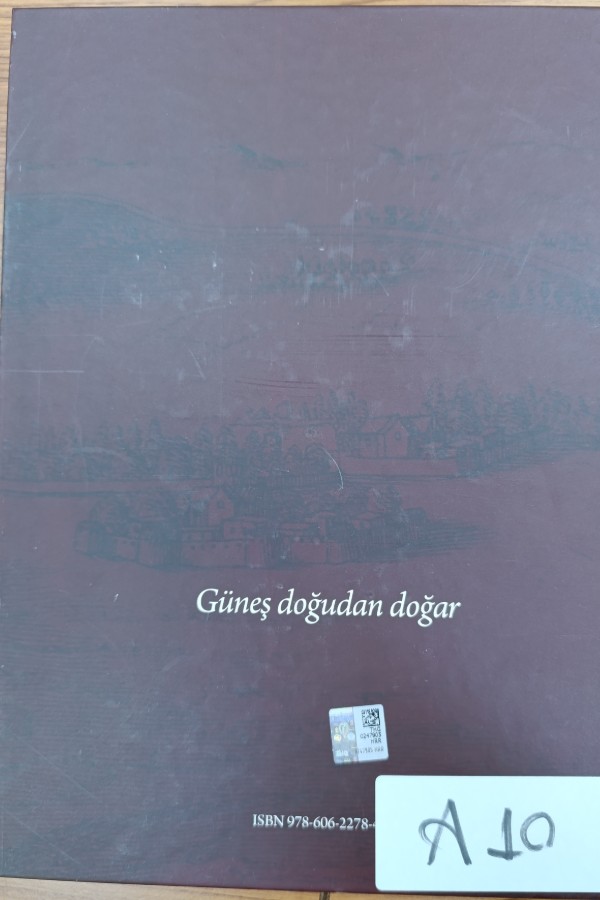 Güneş doğudan doğar
ISBN 978-606-2278-
A 10